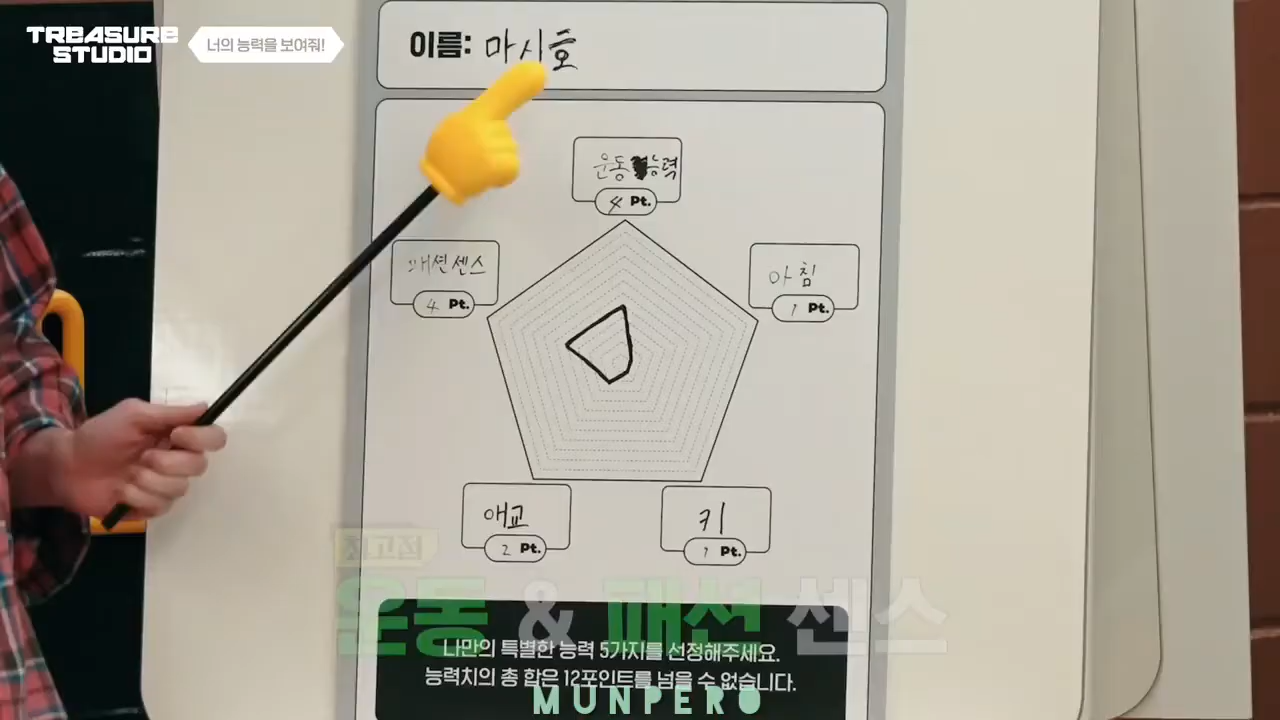 TREASURE
STUDIO
너의 능력을 보여줘!
이름: 마시호
운동 능력
4 Pt.
패션센스
4 Pt.
아침
1 Pt.
애교
2 Pt.
키
1 Pt.
최고점
운동 & 패션 센스
나만의 특별한 능력 5가지를 선정해주세요.
능력치의 총 합은 12포인트를 넘을 수 없습니다.
MUNPERO